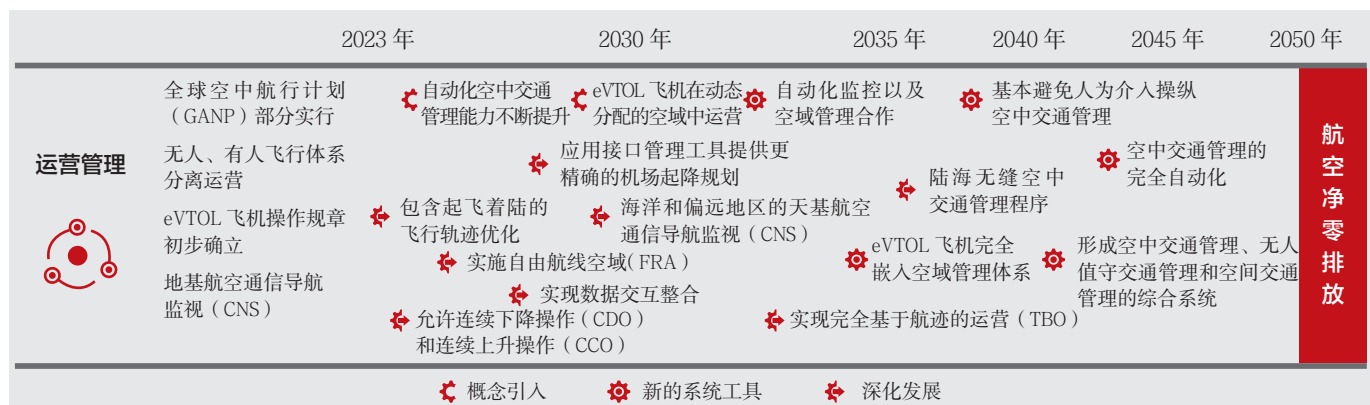 2023 年 2030 年 2035 年 2040 年 2045 年 2050 年
运营管理
全球空中航行计划
（GANP）部分实行
无人、有人飞行体系
分离运营
eVTOL 飞机操作规章
初步确立
地基航空通信导航
监视（CNS）
自动化空中交通
管理能力不断提升
eVTOL 飞机在动态
分配的空域中运营
自动化监控以及
空域管理合作
基本避免人为介入操纵
空中交通管理
应用接口管理工具提供更
精确的机场起降规划
空中交通管理的
完全自动化
陆海无缝空中
交通管理程序
包含起飞着陆的
飞行轨迹优化
海洋和偏远地区的天基航空
通信导航监视（CNS）
实施自由航线空域(FRA）
eVTOL 飞机完全
嵌入空域管理体系
形成空中交通管理、无人
值守交通管理和空间交通
管理的综合系统
实现数据交互整合
允许连续下降操作（CDO）
和连续上升操作（CCO）
实现完全基于航迹的运营（TBO）
航空净零排放
概念引入 新的系统工具 深化发展